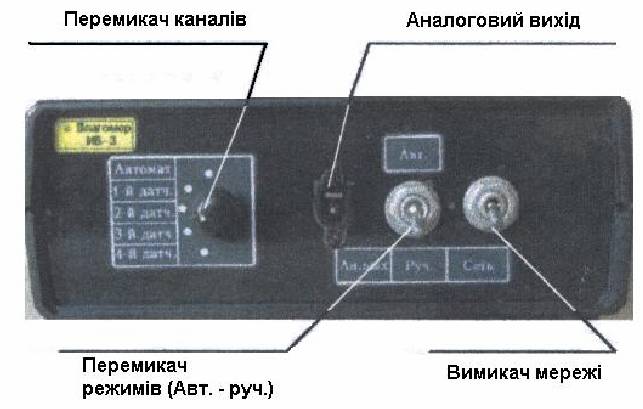 Перемикач каналів
Аналоговий вихід
Влагомер
ИВ-3
Автомат.
1-й датч.
2-й датч.
3-й датч.
4-й датч.
Авт.
Ан.вых
Руч.
Сеть
Перемикач
режимів (Авт. - руч.)
Вимикач мережі